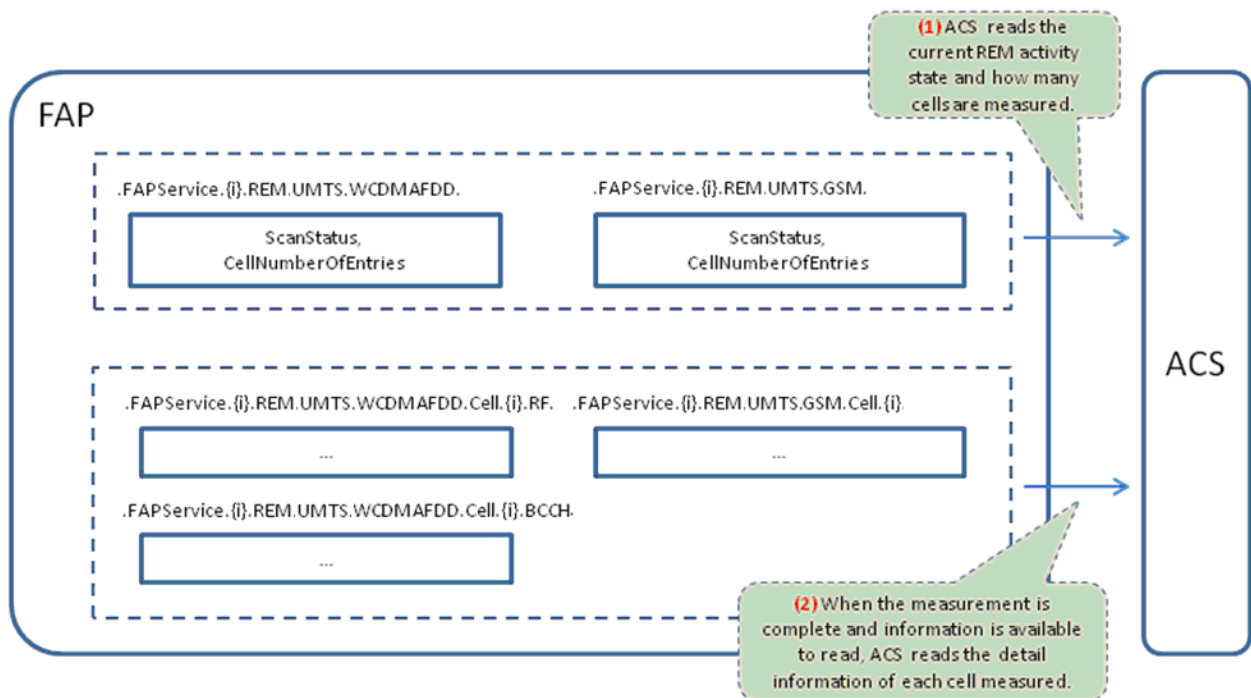 (1) ACS reads the
current REM activity
state and how many
cells are measured.
FAP
.FAPService.{i}.REM.UMTS.WCDMAFDD.
.FAPService.{i}.REM.UMTS.GSM.
ScanStatus,
CellNumberOfEntries
ScanStatus,
CellNumberOfEntries
ACS
.FAPService.{i}.REM.UMTS.WCDMAFDD.Cell.{i}.RF.
.FAPService.{i}.REM.UMTS.GSM.Cell.{i}.
...
...
.FAPService.{i}.REM.UMTS.WCDMAFDD.Cell.{i}.BCCH.
...
(2) When the measurement is
complete and information is available
to read, ACS reads the detail
information of each cell measured.